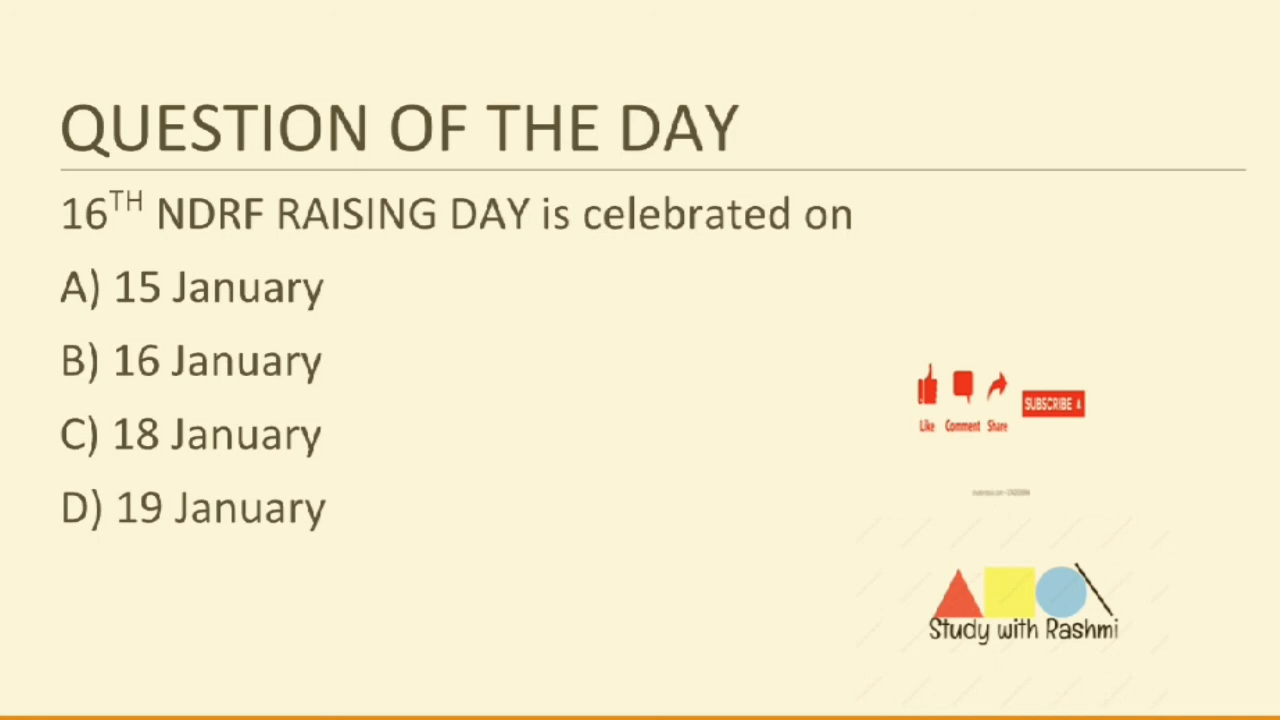 QUESTION OF THE DAY
16TH NDRF RAISING DAY is celebrated on
A) 15 January
B) 16 January
C) 18 January
D) 19 January
Like Comment Share SUBSCRIBE
Study with Rashmi